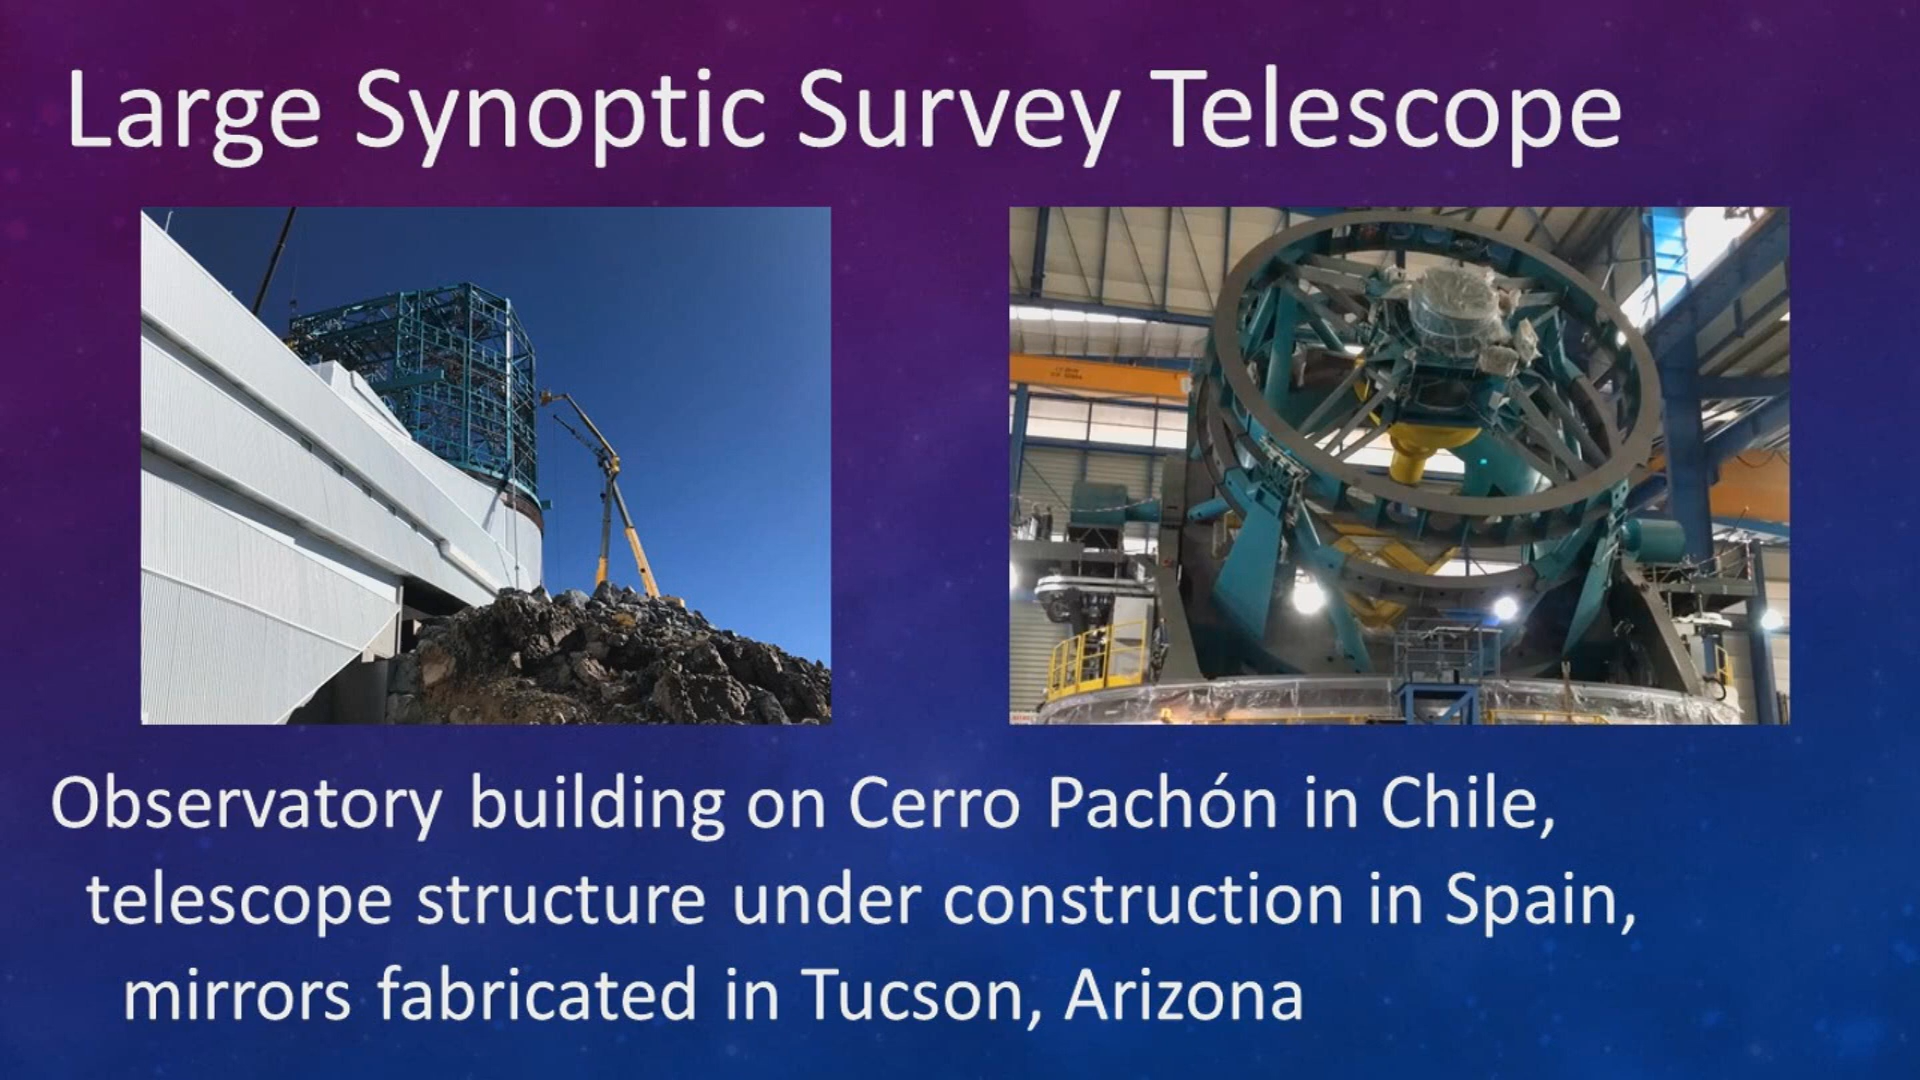 Large Synoptic Survey Telescope
Observatory building on Cerro Pachón in Chile,
telescope structure under construction in Spain,
mirrors fabricated in Tucson, Arizona